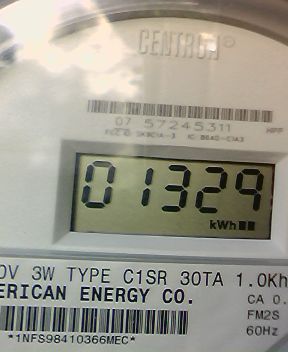 CENTRON®
07 57245311 HPP
01329
kWh
0V 3W TYPE C1SR 30TA 1.0Kh
ERICAN ENERGY CO. CA 0.
FM2S
60Hz
*1NFS98410366MEC*